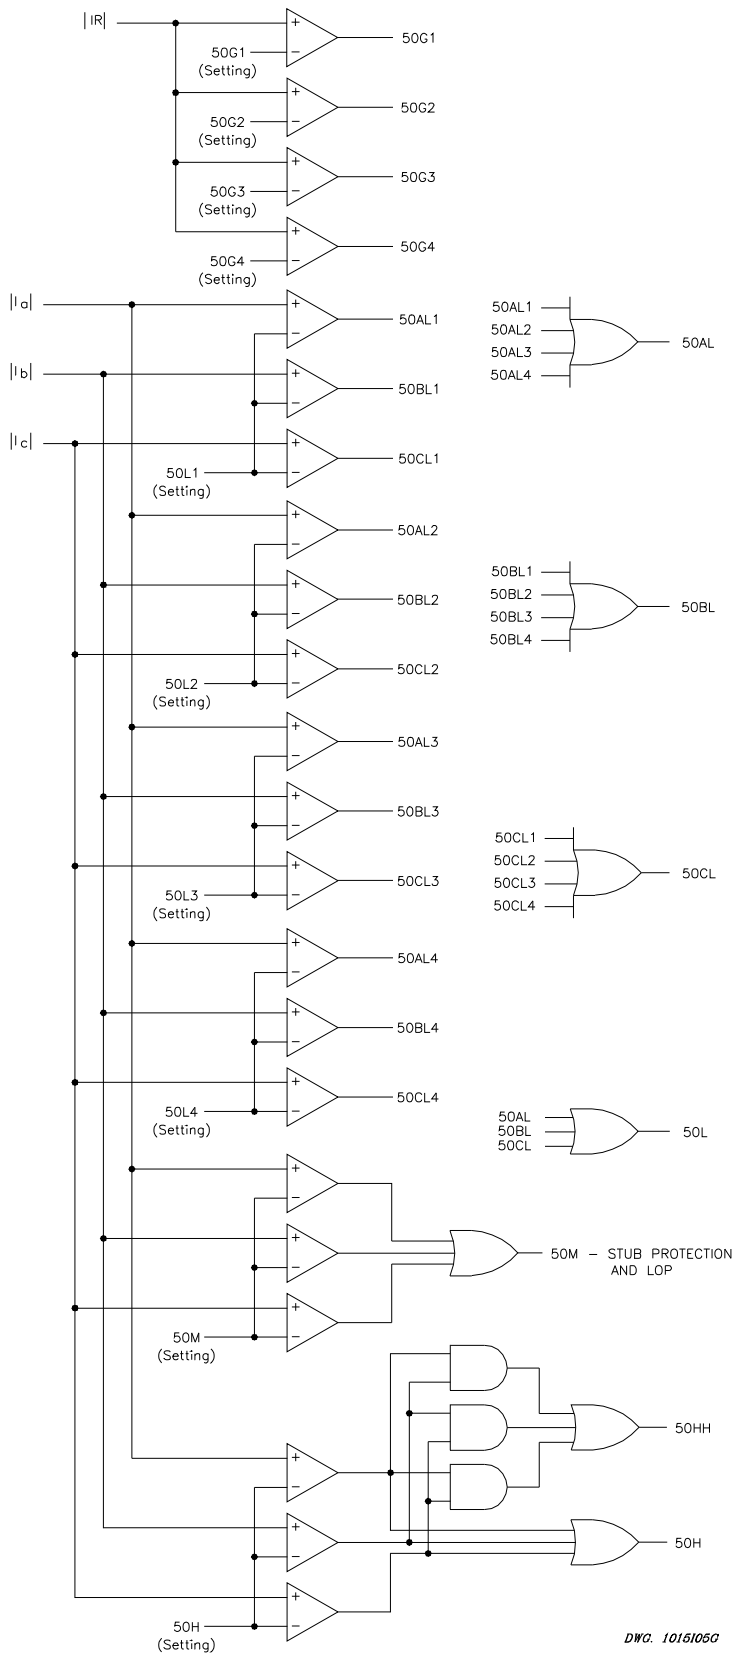 |IR|
+
50G1
50G1
−
(Setting)
+
50G2
50G2
−
(Setting)
+
50G3
50G3
−
(Setting)
+
50G4
50G4
−
(Setting)
|Ia|
+
50AL1
−
|Ib|
+
50BL1
−
|Ic|
+
50CL1
50L1
−
(Setting)
+
50AL2
−
+
50BL2
−
+
50CL2
50L2
−
(Setting)
+
50AL3
−
+
50BL3
−
+
50CL3
50L3
−
(Setting)
+
50AL4
−
+
50BL4
−
+
50CL4
50L4
−
(Setting)
+
−
+
−
+
50M
−
(Setting)
50M − STUB PROTECTION
AND LOP
+
−
+
−
+
50H
−
(Setting)
50HH
50H
50AL1
50AL2
50AL3
50AL4
50AL
50BL1
50BL2
50BL3
50BL4
50BL
50CL1
50CL2
50CL3
50CL4
50CL
50AL
50BL
50CL
50L
DWG. 1015I05G